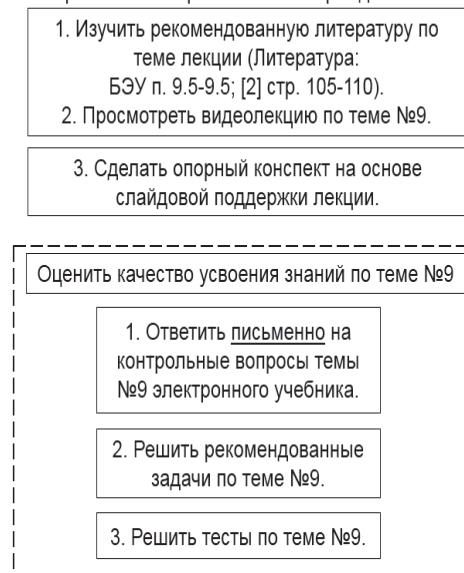 1. Изучить рекомендованную литературу по
теме лекции (Литература:
БЭУ п. 9.5-9.5; [2] стр. 105-110).
2. Просмотреть видеолекцию по теме №9.
3. Сделать опорный конспект на основе
слайдовой поддержки лекции.
Оценить качество усвоения знаний по теме №9
1. Ответить письменно на
контрольные вопросы темы
№9 электронного учебника.
2. Решить рекомендованные
задачи по теме №9.
3. Решить тесты по теме №9.